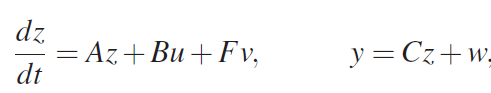 dz/dt = Az + Bu + Fv, y = Cz + w,